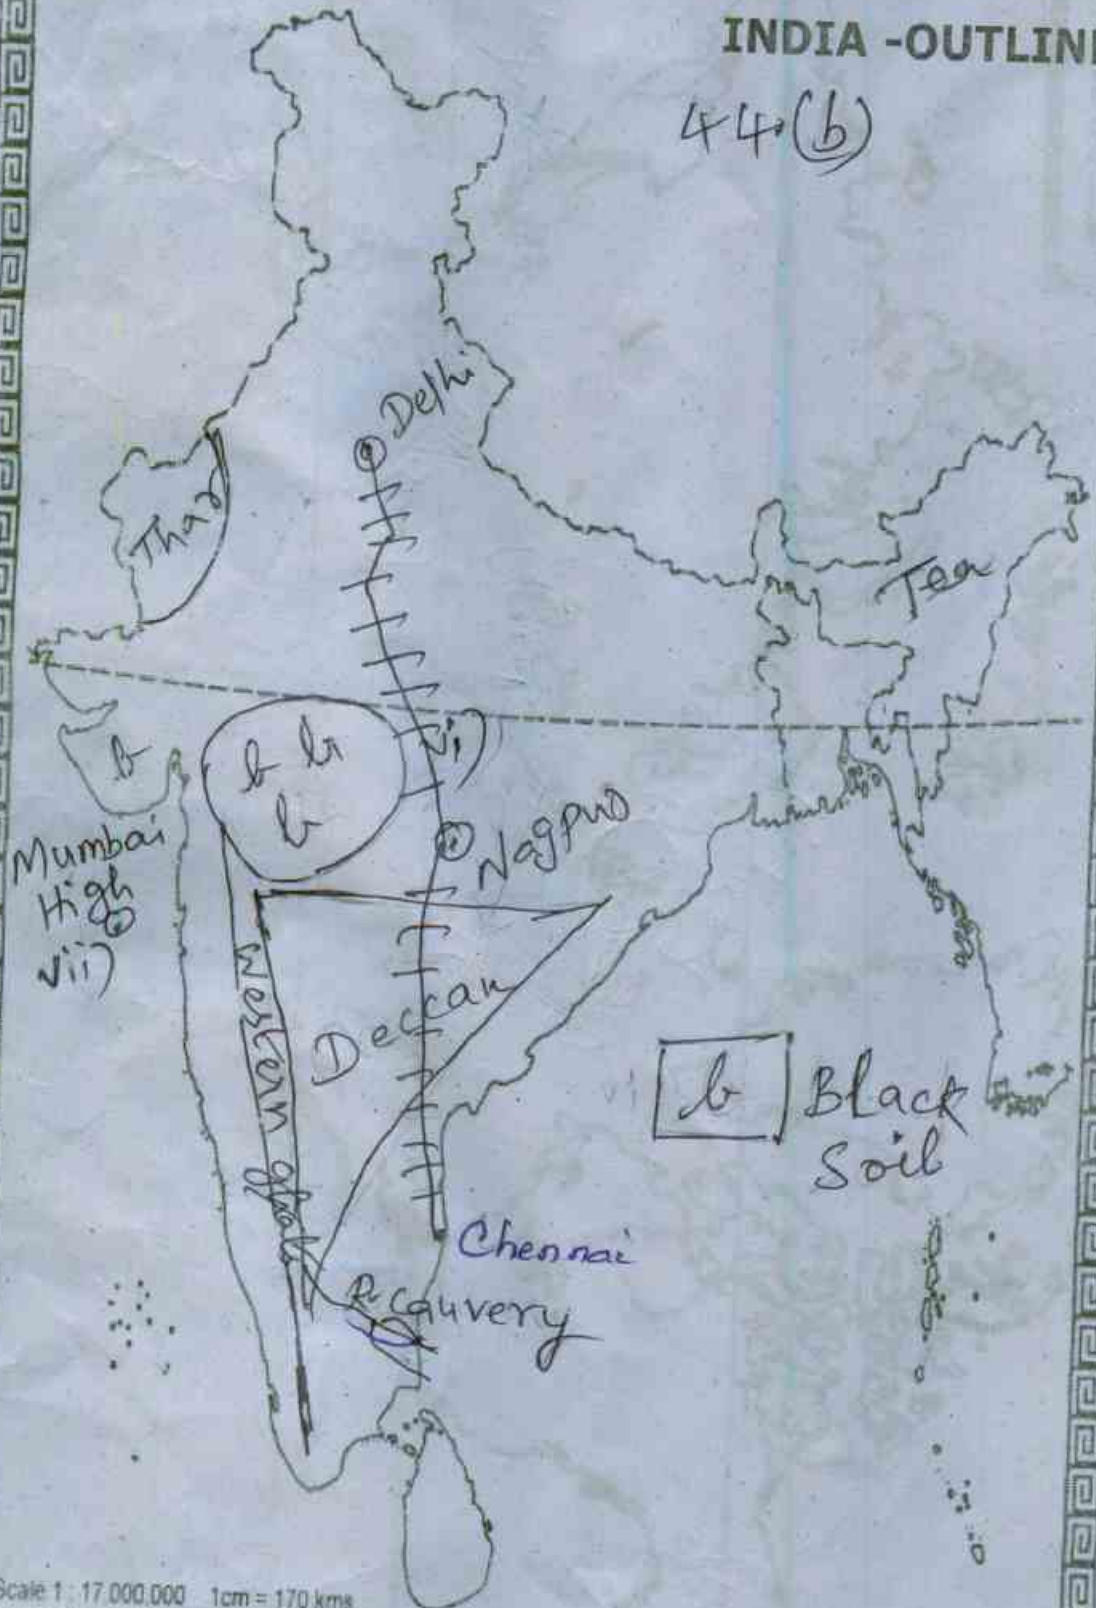 INDIA -OUTLIN
44.(b)
Delhi
Thar
Tea
b
b b
b
vi)
Nagpur
Mumbai
High
vii)
Western ghats
Deccan
b
Black
Soil
Chennai
R. Cauvery
Scale 1 : 17,000,000 1cm = 170 kms